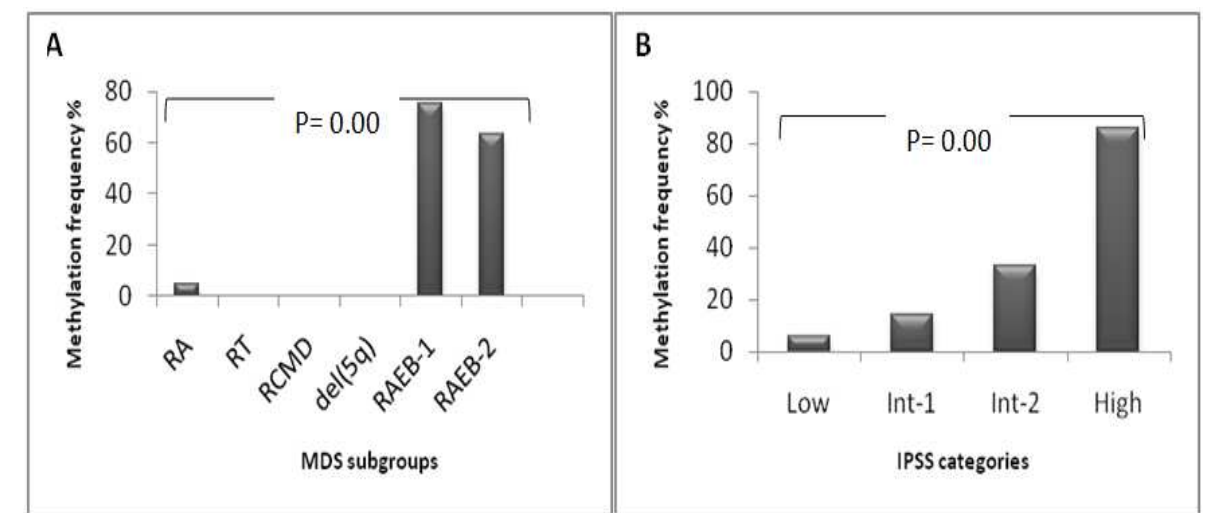 A
Methylation frequency %
80
60
40
20
0
P= 0.00
RA
RT
RCMD
del(5q)
RAEB-1
RAEB-2
MDS subgroups
B
Methylation frequency %
100
80
60
40
20
0
P= 0.00
Low
Int-1
Int-2
High
IPSS categories